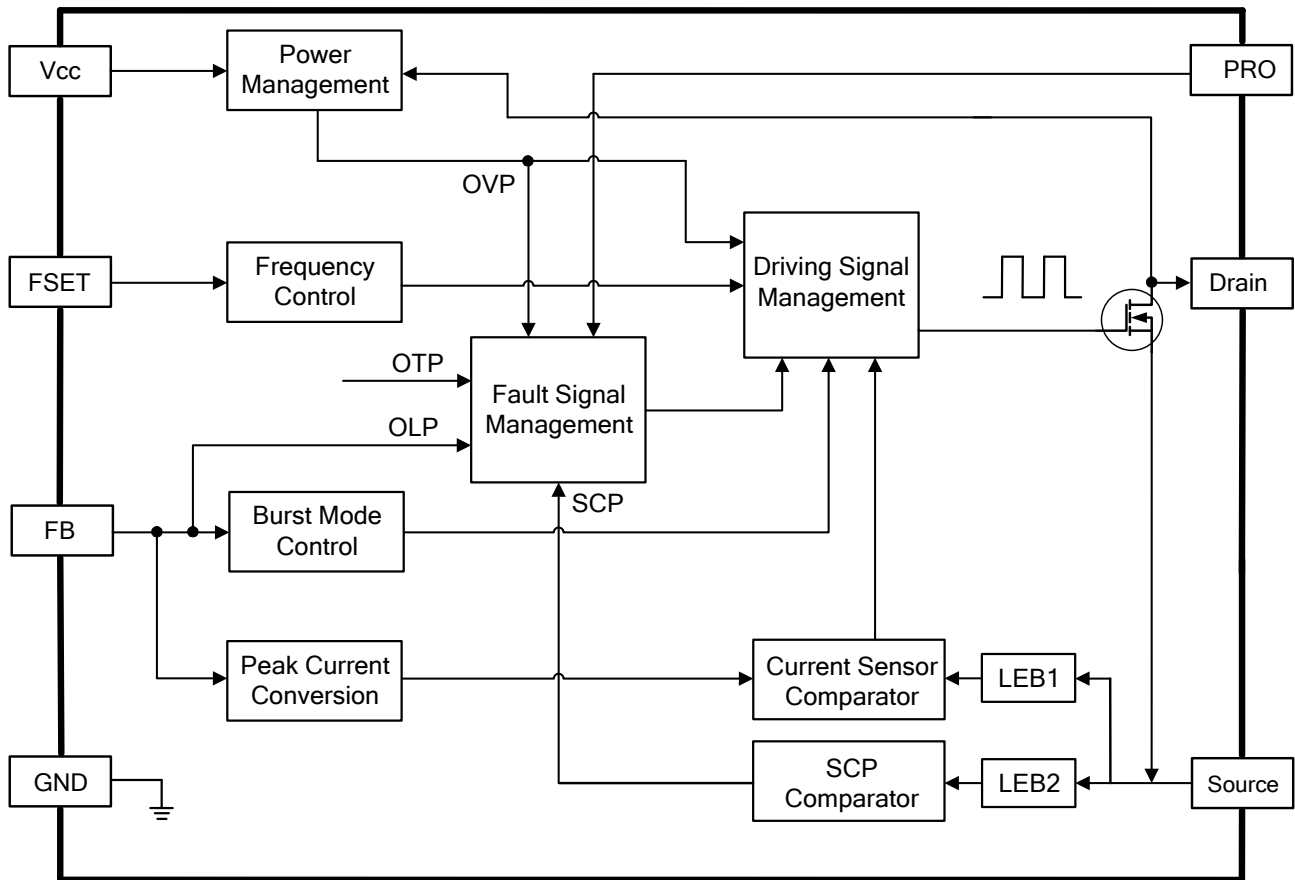 Vcc
Power
Management
PRO
OVP
FSET
Frequency
Control
Driving Signal
Management
Drain
OTP
OLP
Fault Signal
Management
SCP
FB
Burst Mode
Control
Peak Current
Conversion
Current Sensor
Comparator
LEB1
GND
SCP
Comparator
LEB2
Source